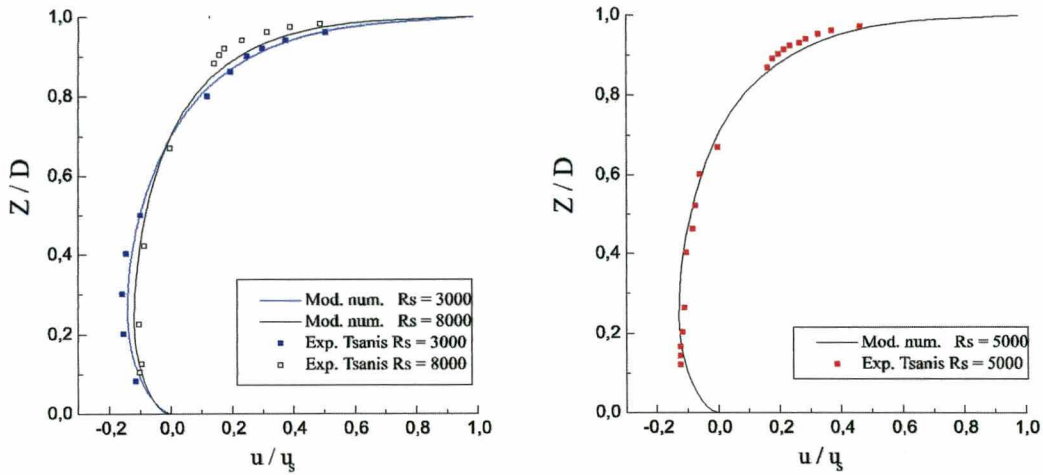 1,0
0,8
0,6
0,4
0,2
0,0
Z / D
-0,2 0,0 0,2 0,4 0,6 0,8 1,0
u / us
Mod. num. Rs = 3000
Mod. num. Rs = 8000
Exp. Tsanis Rs = 3000
Exp. Tsanis Rs = 8000
1,0
0,8
0,6
0,4
0,2
0,0
Z / D
-0,2 0,0 0,2 0,4 0,6 0,8 1,0
u / us
Mod. num. Rs = 5000
Exp. Tsanis Rs = 5000